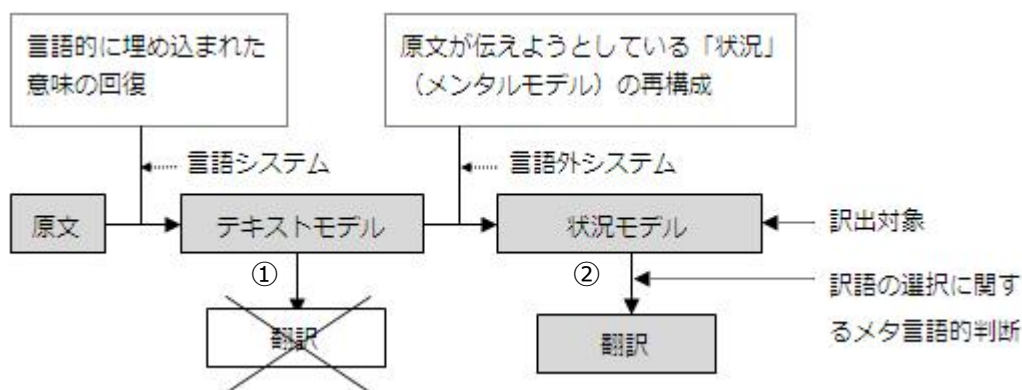 言語的に埋め込まれた
意味の回復
原文が伝えようとしている「状況」
（メンタルモデル）の再構成
言語システム
言語外システム
原文
テキストモデル
状況モデル
訳出対象
①
②
訳語の選択に関す
るメタ言語的判断
翻訳
翻訳